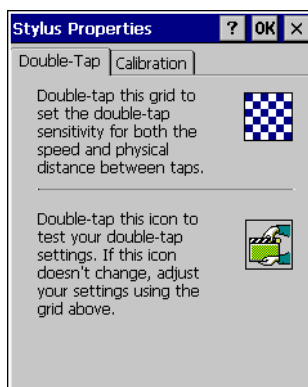 Stylus Properties ? OK ×
Double-Tap Calibration
Double-tap this grid to
set the double-tap
sensitivity for both the
speed and physical
distance between taps.
Double-tap this icon to
test your double-tap
settings. If this icon
doesn't change, adjust
your settings using the
grid above.